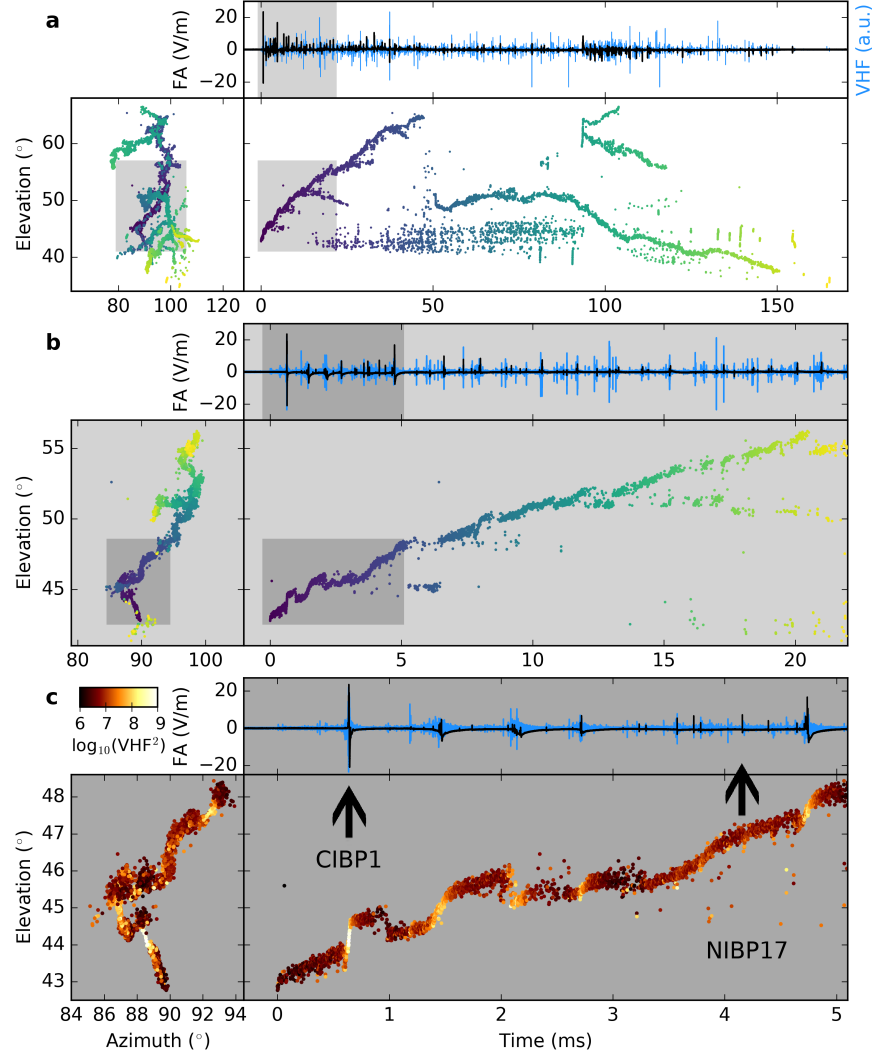 a
FA (V/m)
20
0
−20
VHF (a.u.)
Elevation (°)
60
50
40
80 100 120
0 50 100 150
b
FA (V/m)
20
0
−20
Elevation (°)
55
50
45
80 90 100
0 5 10 15 20
c
6 7 8 9
log₁₀(VHF²)
FA (V/m)
20
0
−20
Elevation (°)
48
47
46
45
44
43
CIBP1
NIBP17
84 86 88 90 92 94
0 1 2 3 4 5
Azimuth (°)
Time (ms)